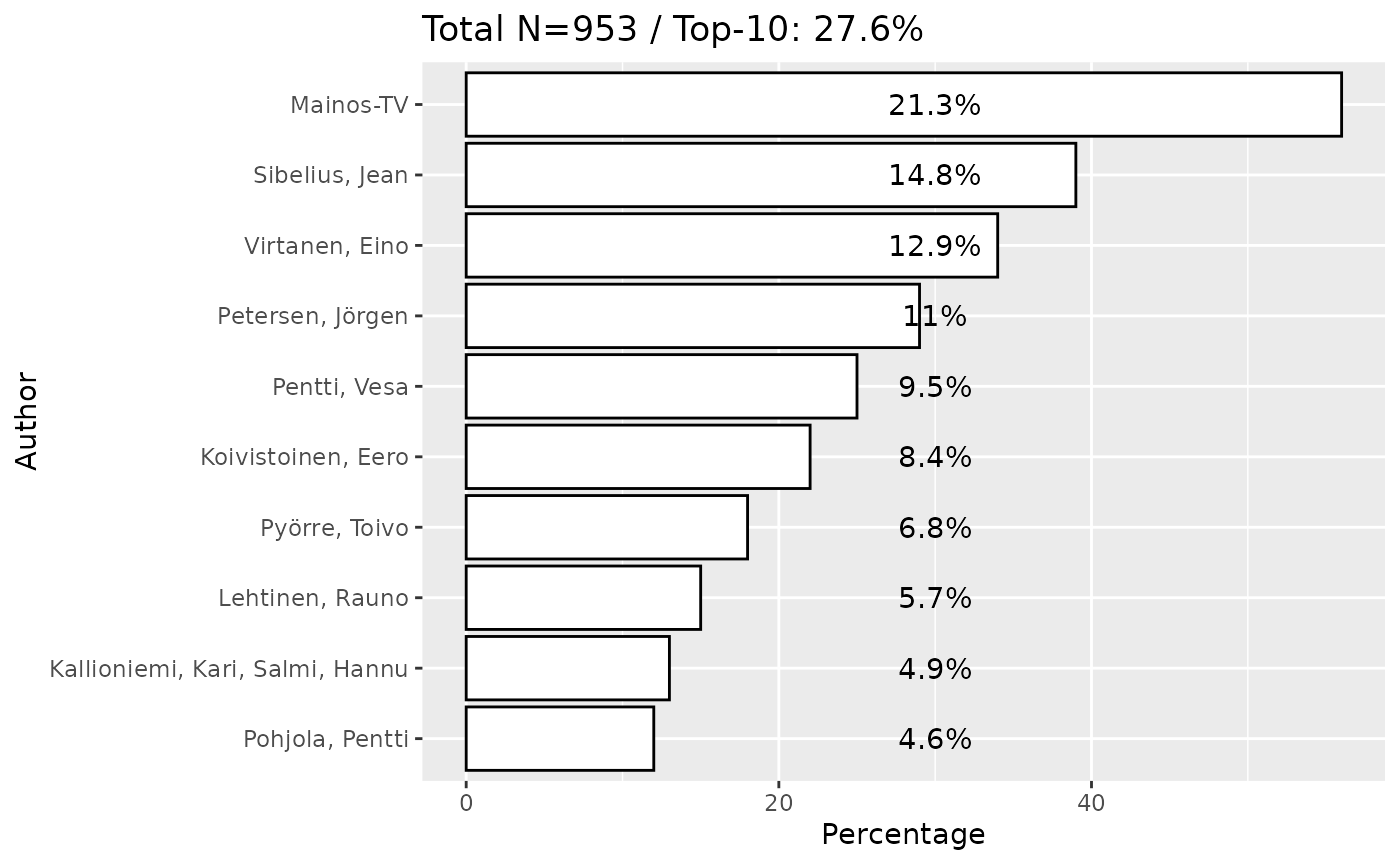 Total N=953 / Top-10: 27.6%
Author
Mainos-TV 21.3%
Sibelius, Jean 14.8%
Virtanen, Eino 12.9%
Petersen, Jörgen 11%
Pentti, Vesa 9.5%
Koivistoinen, Eero 8.4%
Pyörre, Toivo 6.8%
Lehtinen, Rauno 5.7%
Kallioniemi, Kari, Salmi, Hannu 4.9%
Pohjola, Pentti 4.6%
0 20 40
Percentage